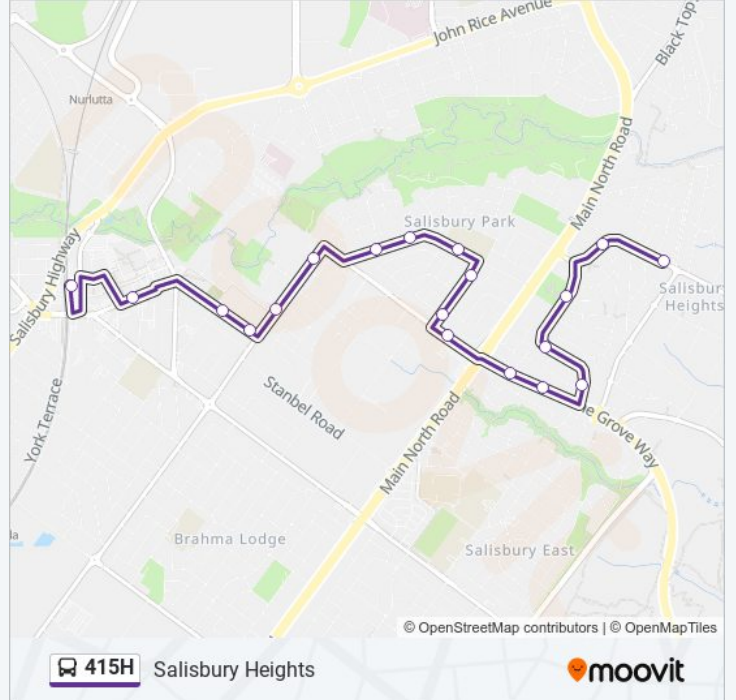 John Rice Avenue
Black Top
Nurlutta
Main North Road
Salisbury Park
Salisbury Highway
Salisbury
Heights
York Terrace
Stanbel Road
Main North Road
e Grove Way
la
Brahma Lodge
Salisbury East
© OpenStreetMap contributors | © OpenMapTiles
415H Salisbury Heights
moovit